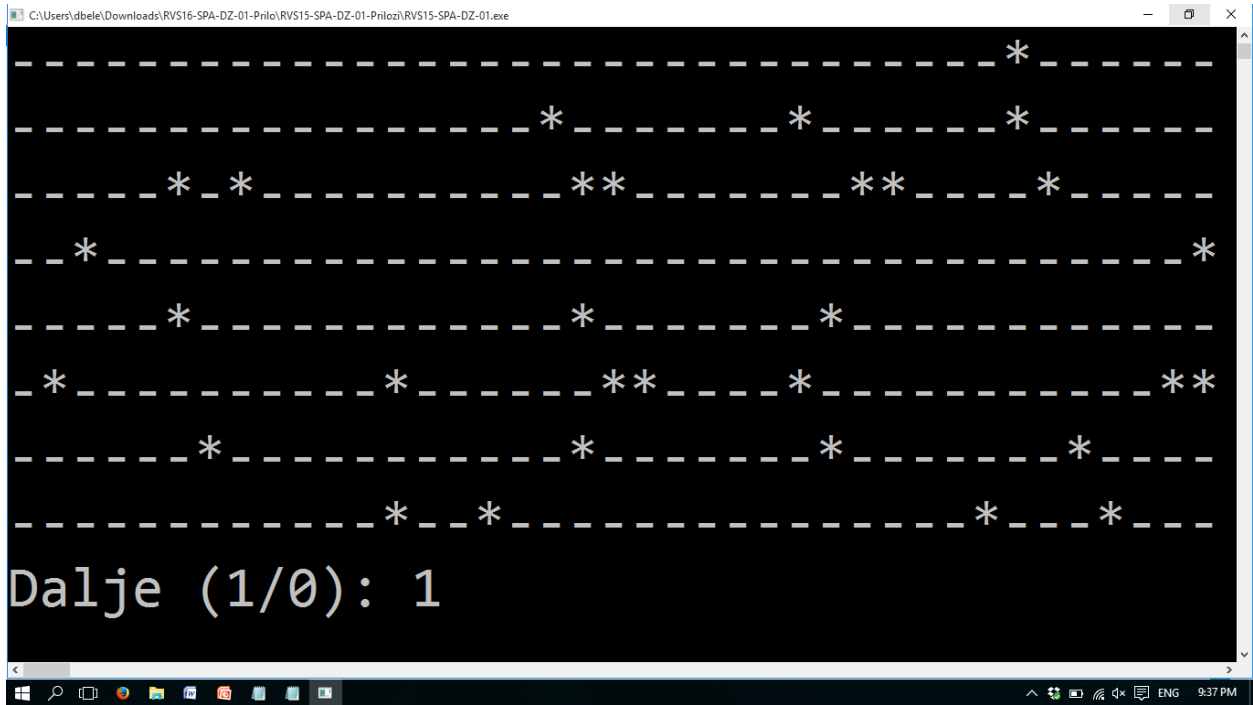 C:\Users\dbele\Downloads\RVS16-SPA-DZ-01-Prilo\RVS15-SPA-DZ-01-Prilozi\RVS15-SPA-DZ-01.exe
--------------------------------*------
-----------------*-------*------*------
-----*-*----------**-------**----*-----
--*-----------------------------------*
-----*------------*-------*------------
-*----------*------**----*-----------**
------*-----------*-------*-------*----
------------*--*---------------*---*---
Dalje (1/0): 1
ENG 9:37 PM